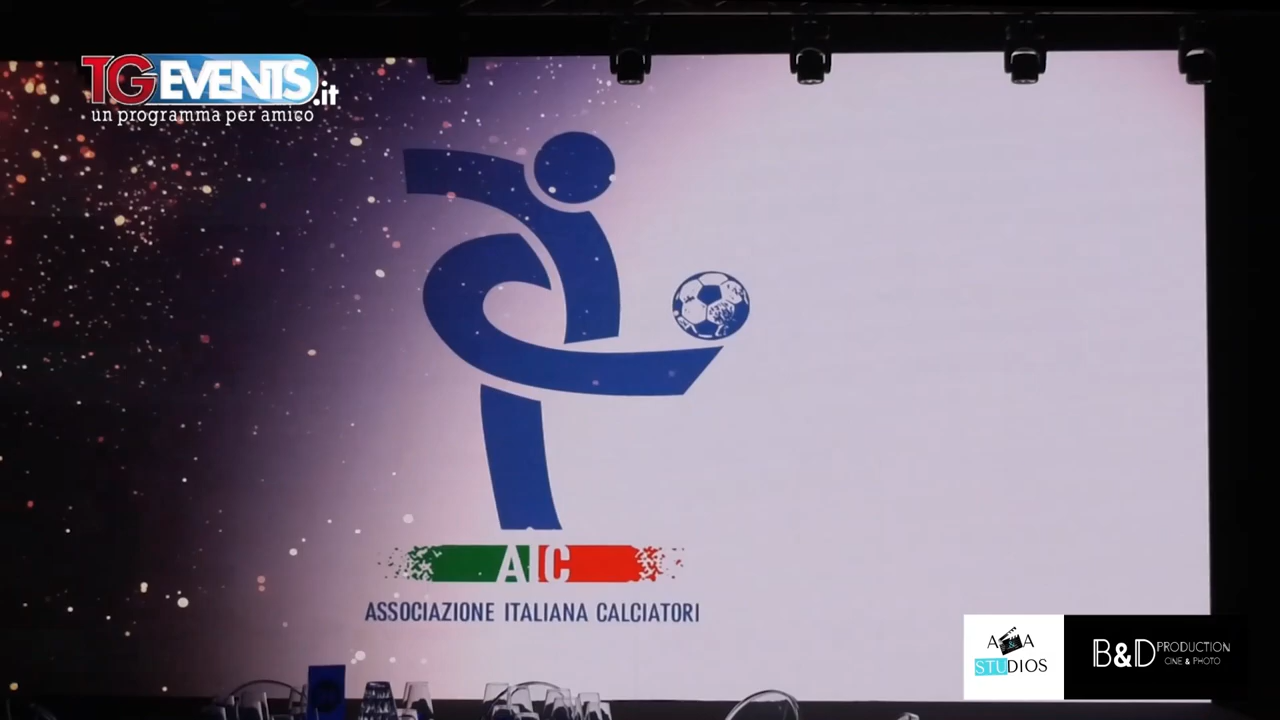 TGEVENTS.it
un programma per amico
AIC
ASSOCIAZIONE ITALIANA CALCIATORI
A&A
STUDIOS
B&D PRODUCTION
CINE & PHOTO